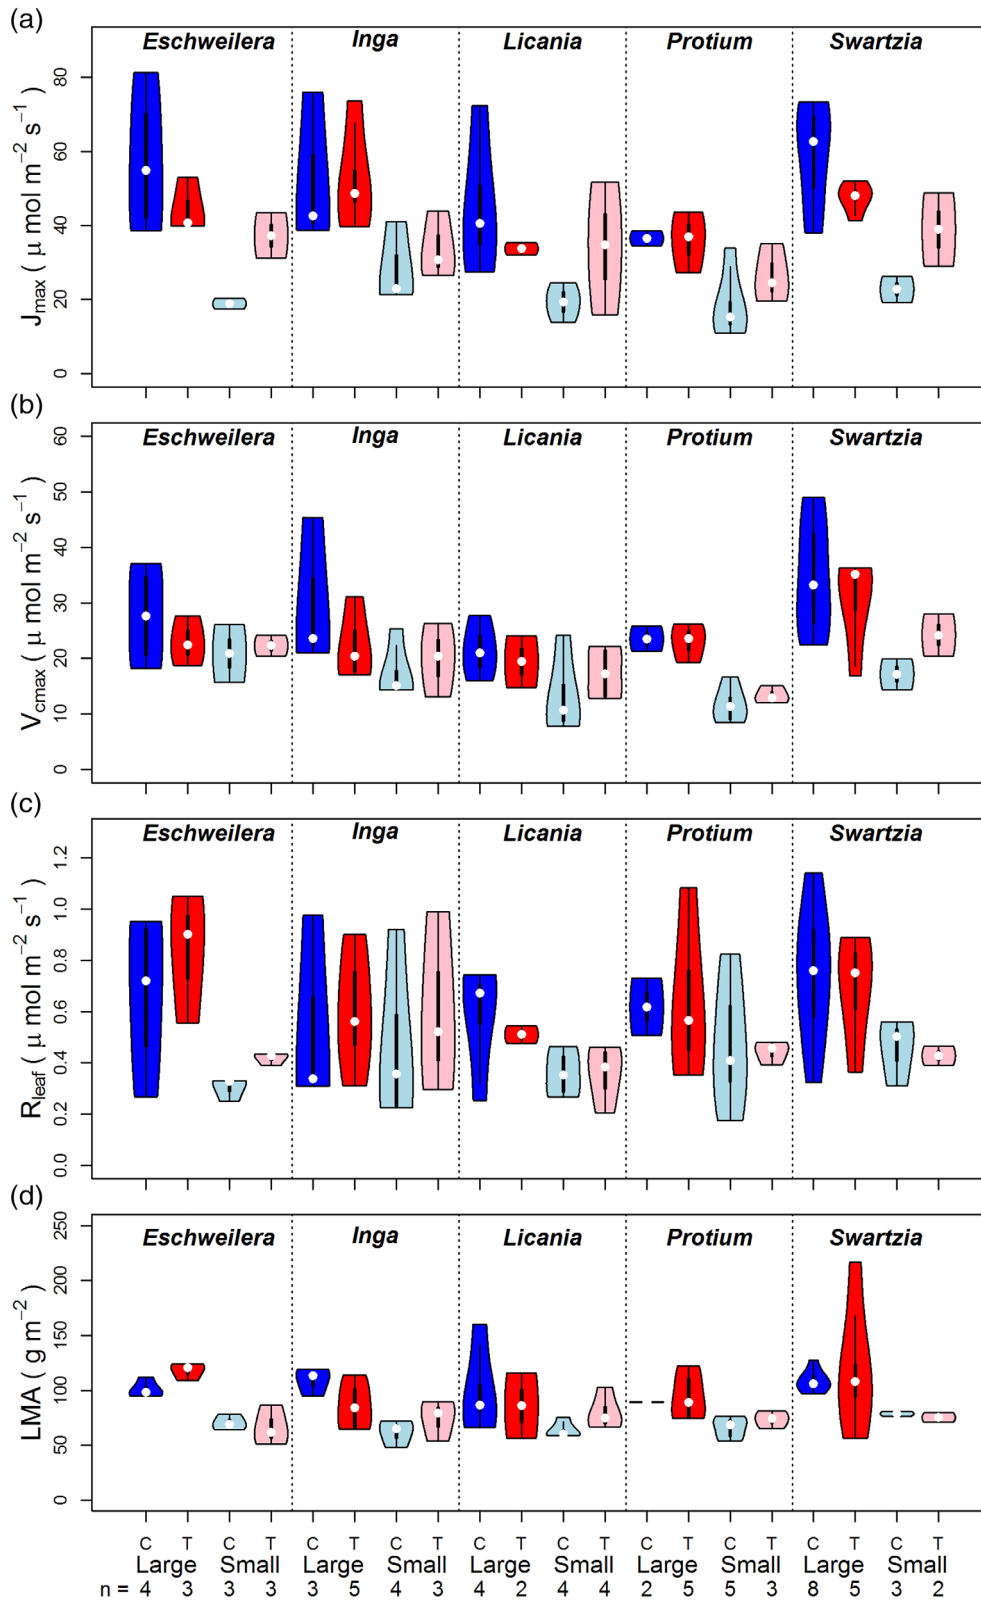 (a)
Eschweilera Inga Licania Protium Swartzia
J_max ( μ mol m⁻² s⁻¹)
80
60
40
20
0
(b)
Eschweilera Inga Licania Protium Swartzia
V_cmax ( μ mol m⁻² s⁻¹)
60
50
40
30
20
10
0
(c)
Eschweilera Inga Licania Protium Swartzia
R_leaf ( μ mol m⁻² s⁻¹)
1.2
1.0
0.8
0.6
0.4
0.2
0.0
(d)
Eschweilera Inga Licania Protium Swartzia
LMA ( g m⁻²)
250
200
150
100
50
0
C T C T C T C T C T C T C T C T C T C T
Large Small Large Small Large Small Large Small Large Small
n = 4 3 3 3 3 5 4 3 4 2 4 4 2 5 5 3 8 5 3 2